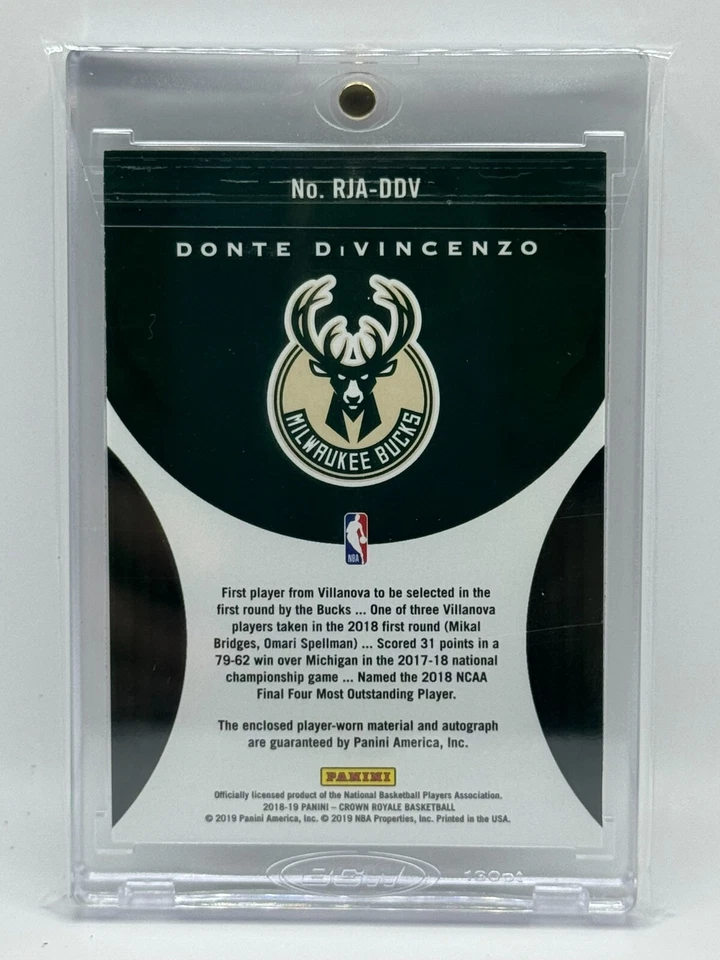 No. RJA-DDV
DONTE DiVINCENZO
MILWAUKEE BUCKS
NBA
First player from Villanova to be selected in the
first round by the Bucks ... One of three Villanova
players taken in the 2018 first round (Mikal
Bridges, Omari Spellman) ... Scored 31 points in a
79-62 win over Michigan in the 2017-18 national
championship game ... Named the 2018 NCAA
Final Four Most Outstanding Player.
The enclosed player-worn material and autograph
are guaranteed by Panini America, Inc.
PANINI
Officially licensed product of the National Basketball Players Association.
2018-19 PANINI – CROWN ROYALE BASKETBALL
© 2019 Panini America, Inc. © 2019 NBA Properties, Inc. Printed in the USA.
BCW 130pt